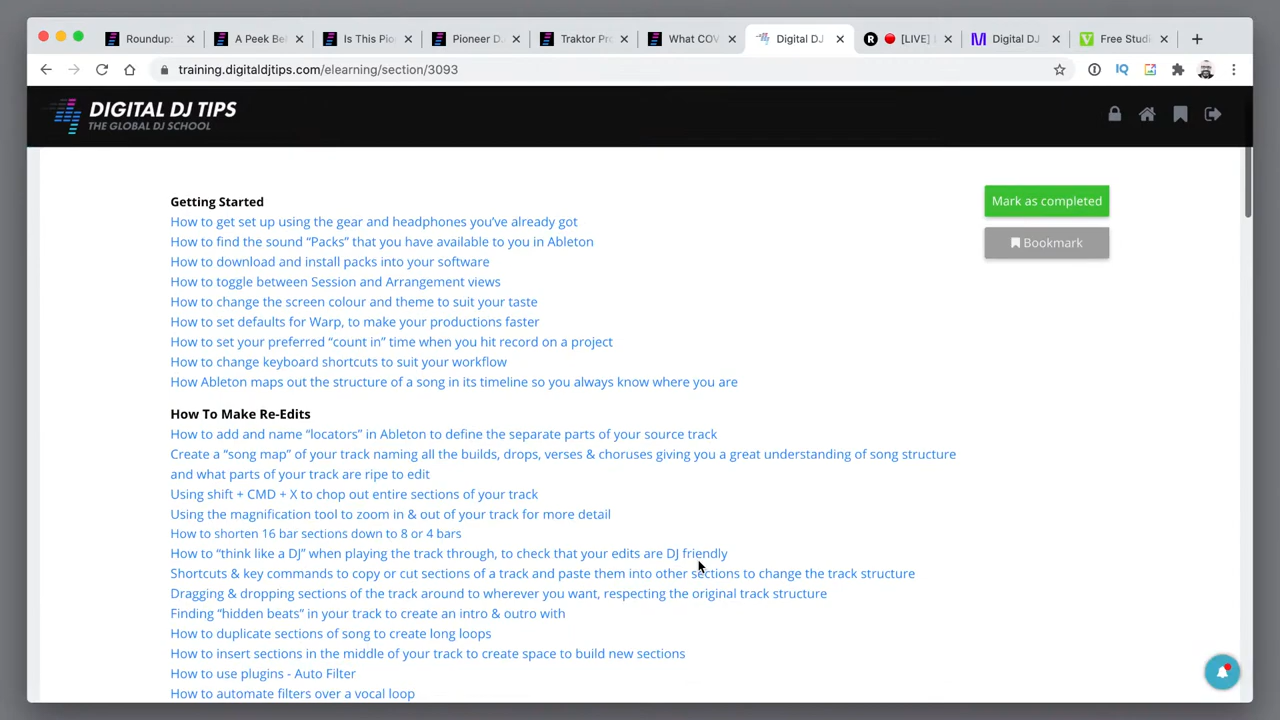 Roundup:
A Peek Be
Is This Pio
Pioneer D
Traktor Pr
What COV
Digital DJ
[LIVE]
Digital DJ
Free Studi
training.digitaldjtips.com/elearning/section/3093
IQ
DIGITAL DJ TIPS
THE GLOBAL DJ SCHOOL
Getting Started
Mark as completed
How to get set up using the gear and headphones you’ve already got
How to find the sound “Packs” that you have available to you in Ableton
Bookmark
How to download and install packs into your software
How to toggle between Session and Arrangement views
How to change the screen colour and theme to suit your taste
How to set defaults for Warp, to make your productions faster
How to set your preferred “count in” time when you hit record on a project
How to change keyboard shortcuts to suit your workflow
How Ableton maps out the structure of a song in its timeline so you always know where you are
How To Make Re-Edits
How to add and name “locators” in Ableton to define the separate parts of your source track
Create a “song map” of your track naming all the builds, drops, verses & choruses giving you a great understanding of song structure
and what parts of your track are ripe to edit
Using shift + CMD + X to chop out entire sections of your track
Using the magnification tool to zoom in & out of your track for more detail
How to shorten 16 bar sections down to 8 or 4 bars
How to “think like a DJ” when playing the track through, to check that your edits are DJ friendly
Shortcuts & key commands to copy or cut sections of a track and paste them into other sections to change the track structure
Dragging & dropping sections of the track around to wherever you want, respecting the original track structure
Finding “hidden beats” in your track to create an intro & outro with
How to duplicate sections of song to create long loops
How to insert sections in the middle of your track to create space to build new sections
How to use plugins - Auto Filter
How to automate filters over a vocal loop